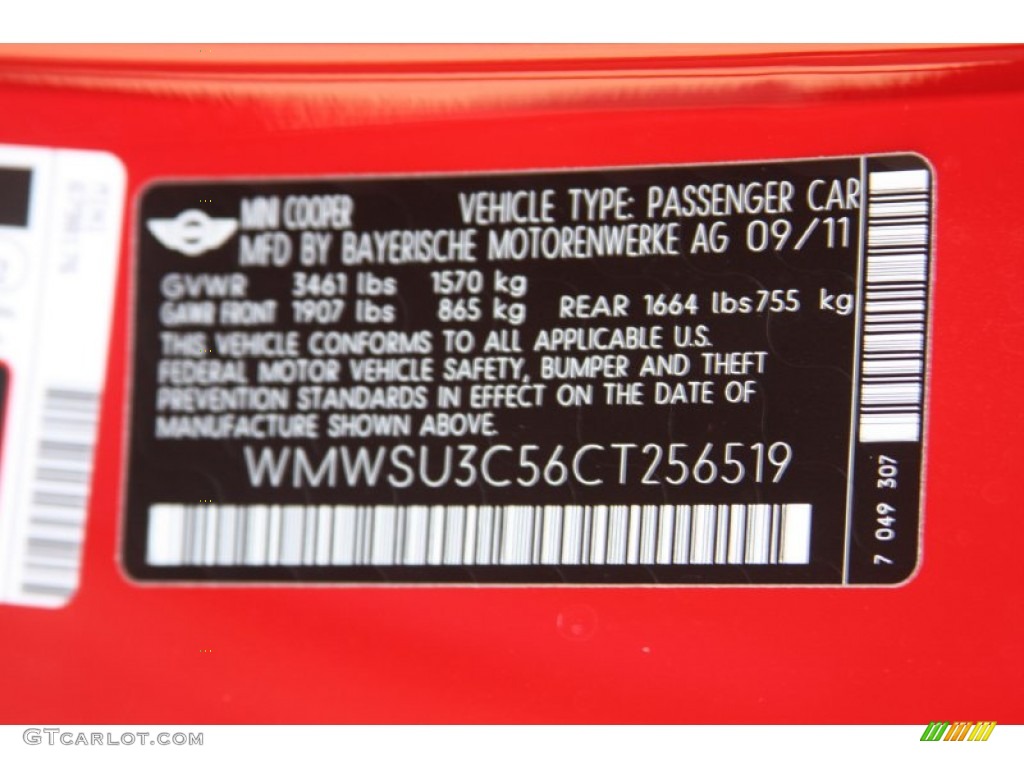 MINI COOPER VEHICLE TYPE: PASSENGER CAR
MFD BY BAYERISCHE MOTORENWERKE AG 09/11
GVWR 3461 lbs 1570 kg
GAWR FRONT 1907 lbs 865 kg REAR 1664 lbs 755 kg
THIS VEHICLE CONFORMS TO ALL APPLICABLE U.S.
FEDERAL MOTOR VEHICLE SAFETY, BUMPER AND THEFT
PREVENTION STANDARDS IN EFFECT ON THE DATE OF
MANUFACTURE SHOWN ABOVE.
WMWSU3C56CT256519
7 049 307
GTCARLOT.COM